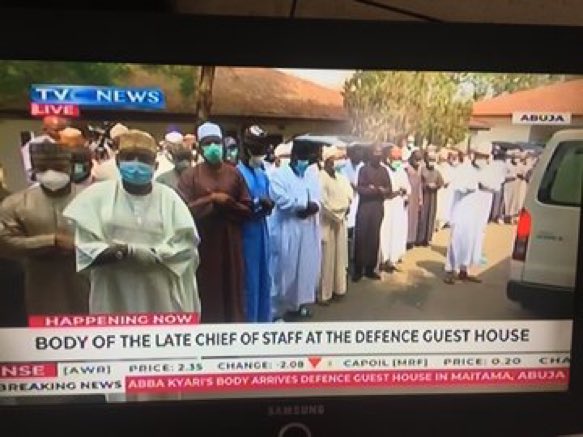 TVC NEWS
LIVE
ABUJA
HAPPENING NOW
BODY OF THE LATE CHIEF OF STAFF AT THE DEFENCE GUEST HOUSE
NSE [AWR] PRICE: 2.35 CHANGE: -2.08 CAPOIL [MRF] PRICE: 0.20 CHA
BREAKING NEWS ABBA KYARI'S BODY ARRIVES DEFENCE GUEST HOUSE IN MAITAMA, ABUJA
SAMSUNG